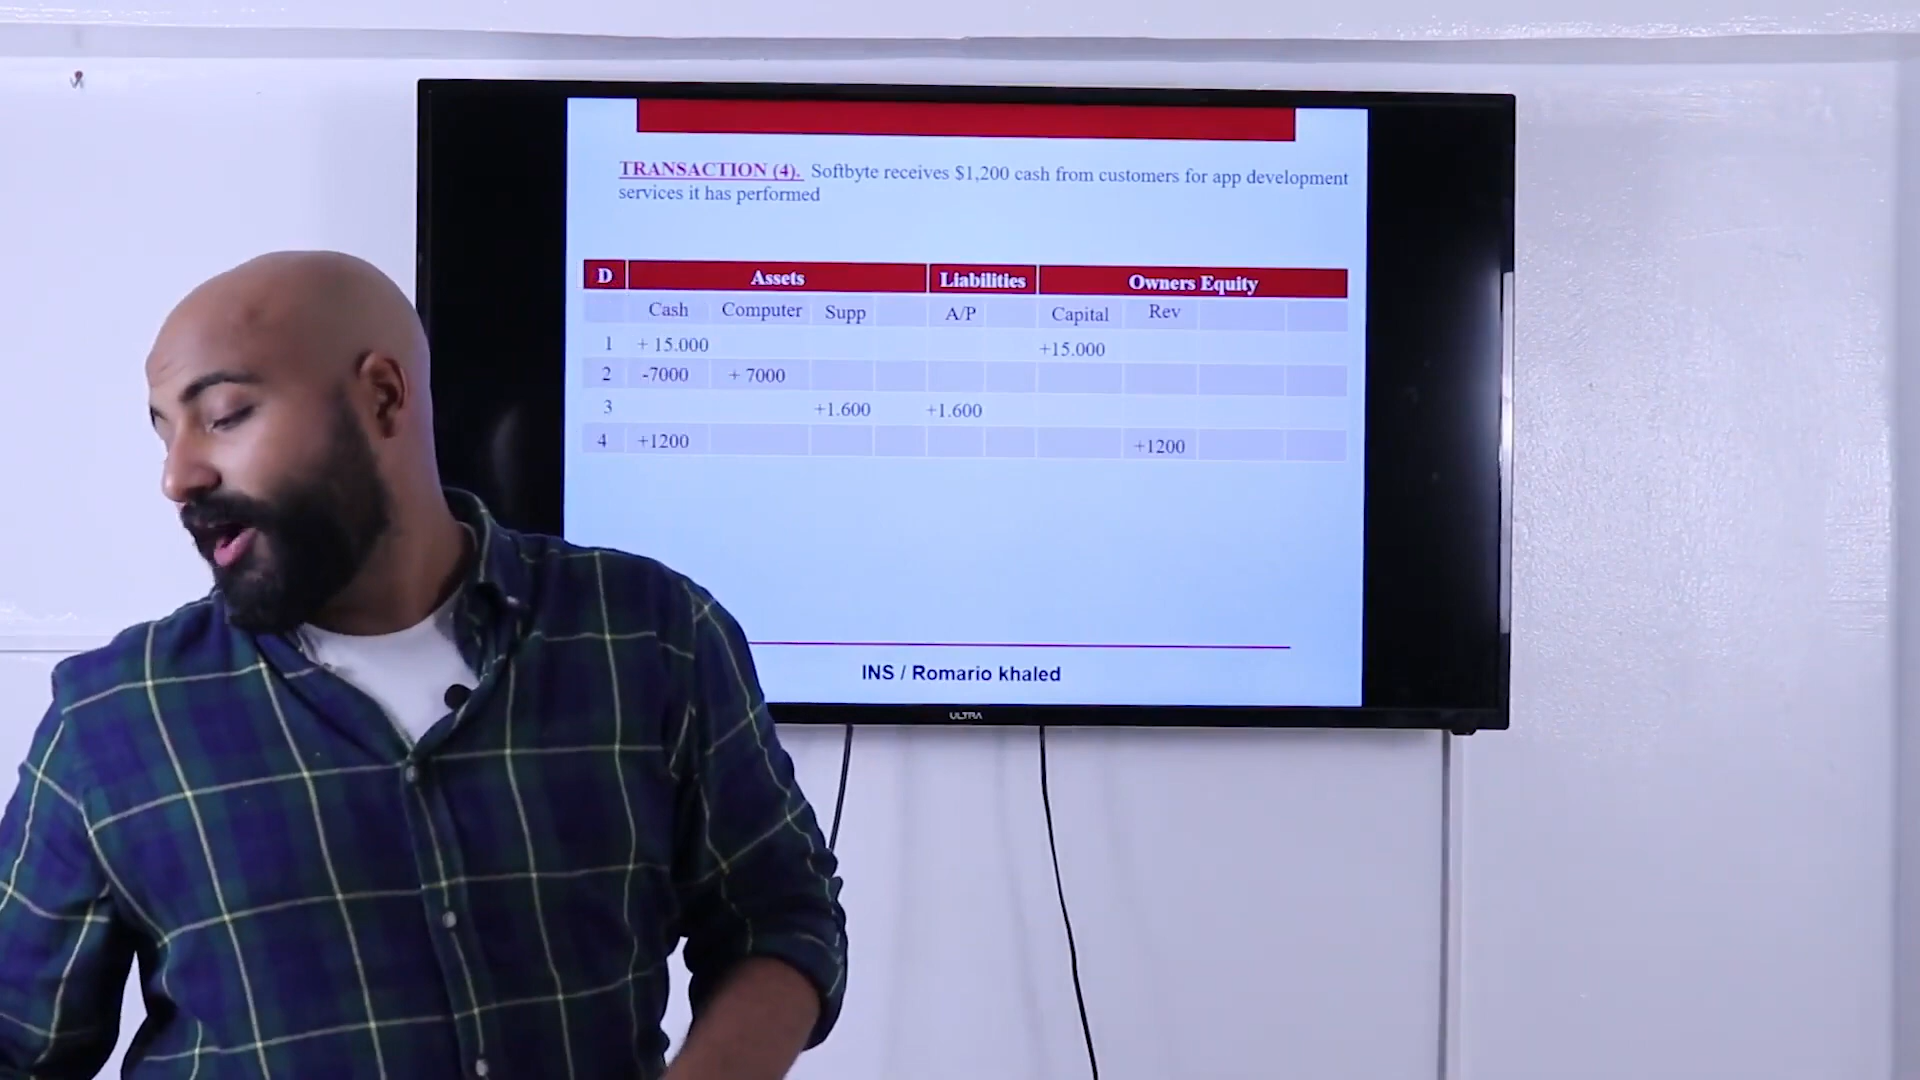 TRANSACTION (4). Softbyte receives $1,200 cash from customers for app development
services it has performed
D Assets Liabilities Owners Equity
Cash Computer Supp A/P Capital Rev
1 + 15.000 +15.000
2 -7000 + 7000
3 +1.600 +1.600
4 +1200 +1200
INS / Romario khaled
ULTRA